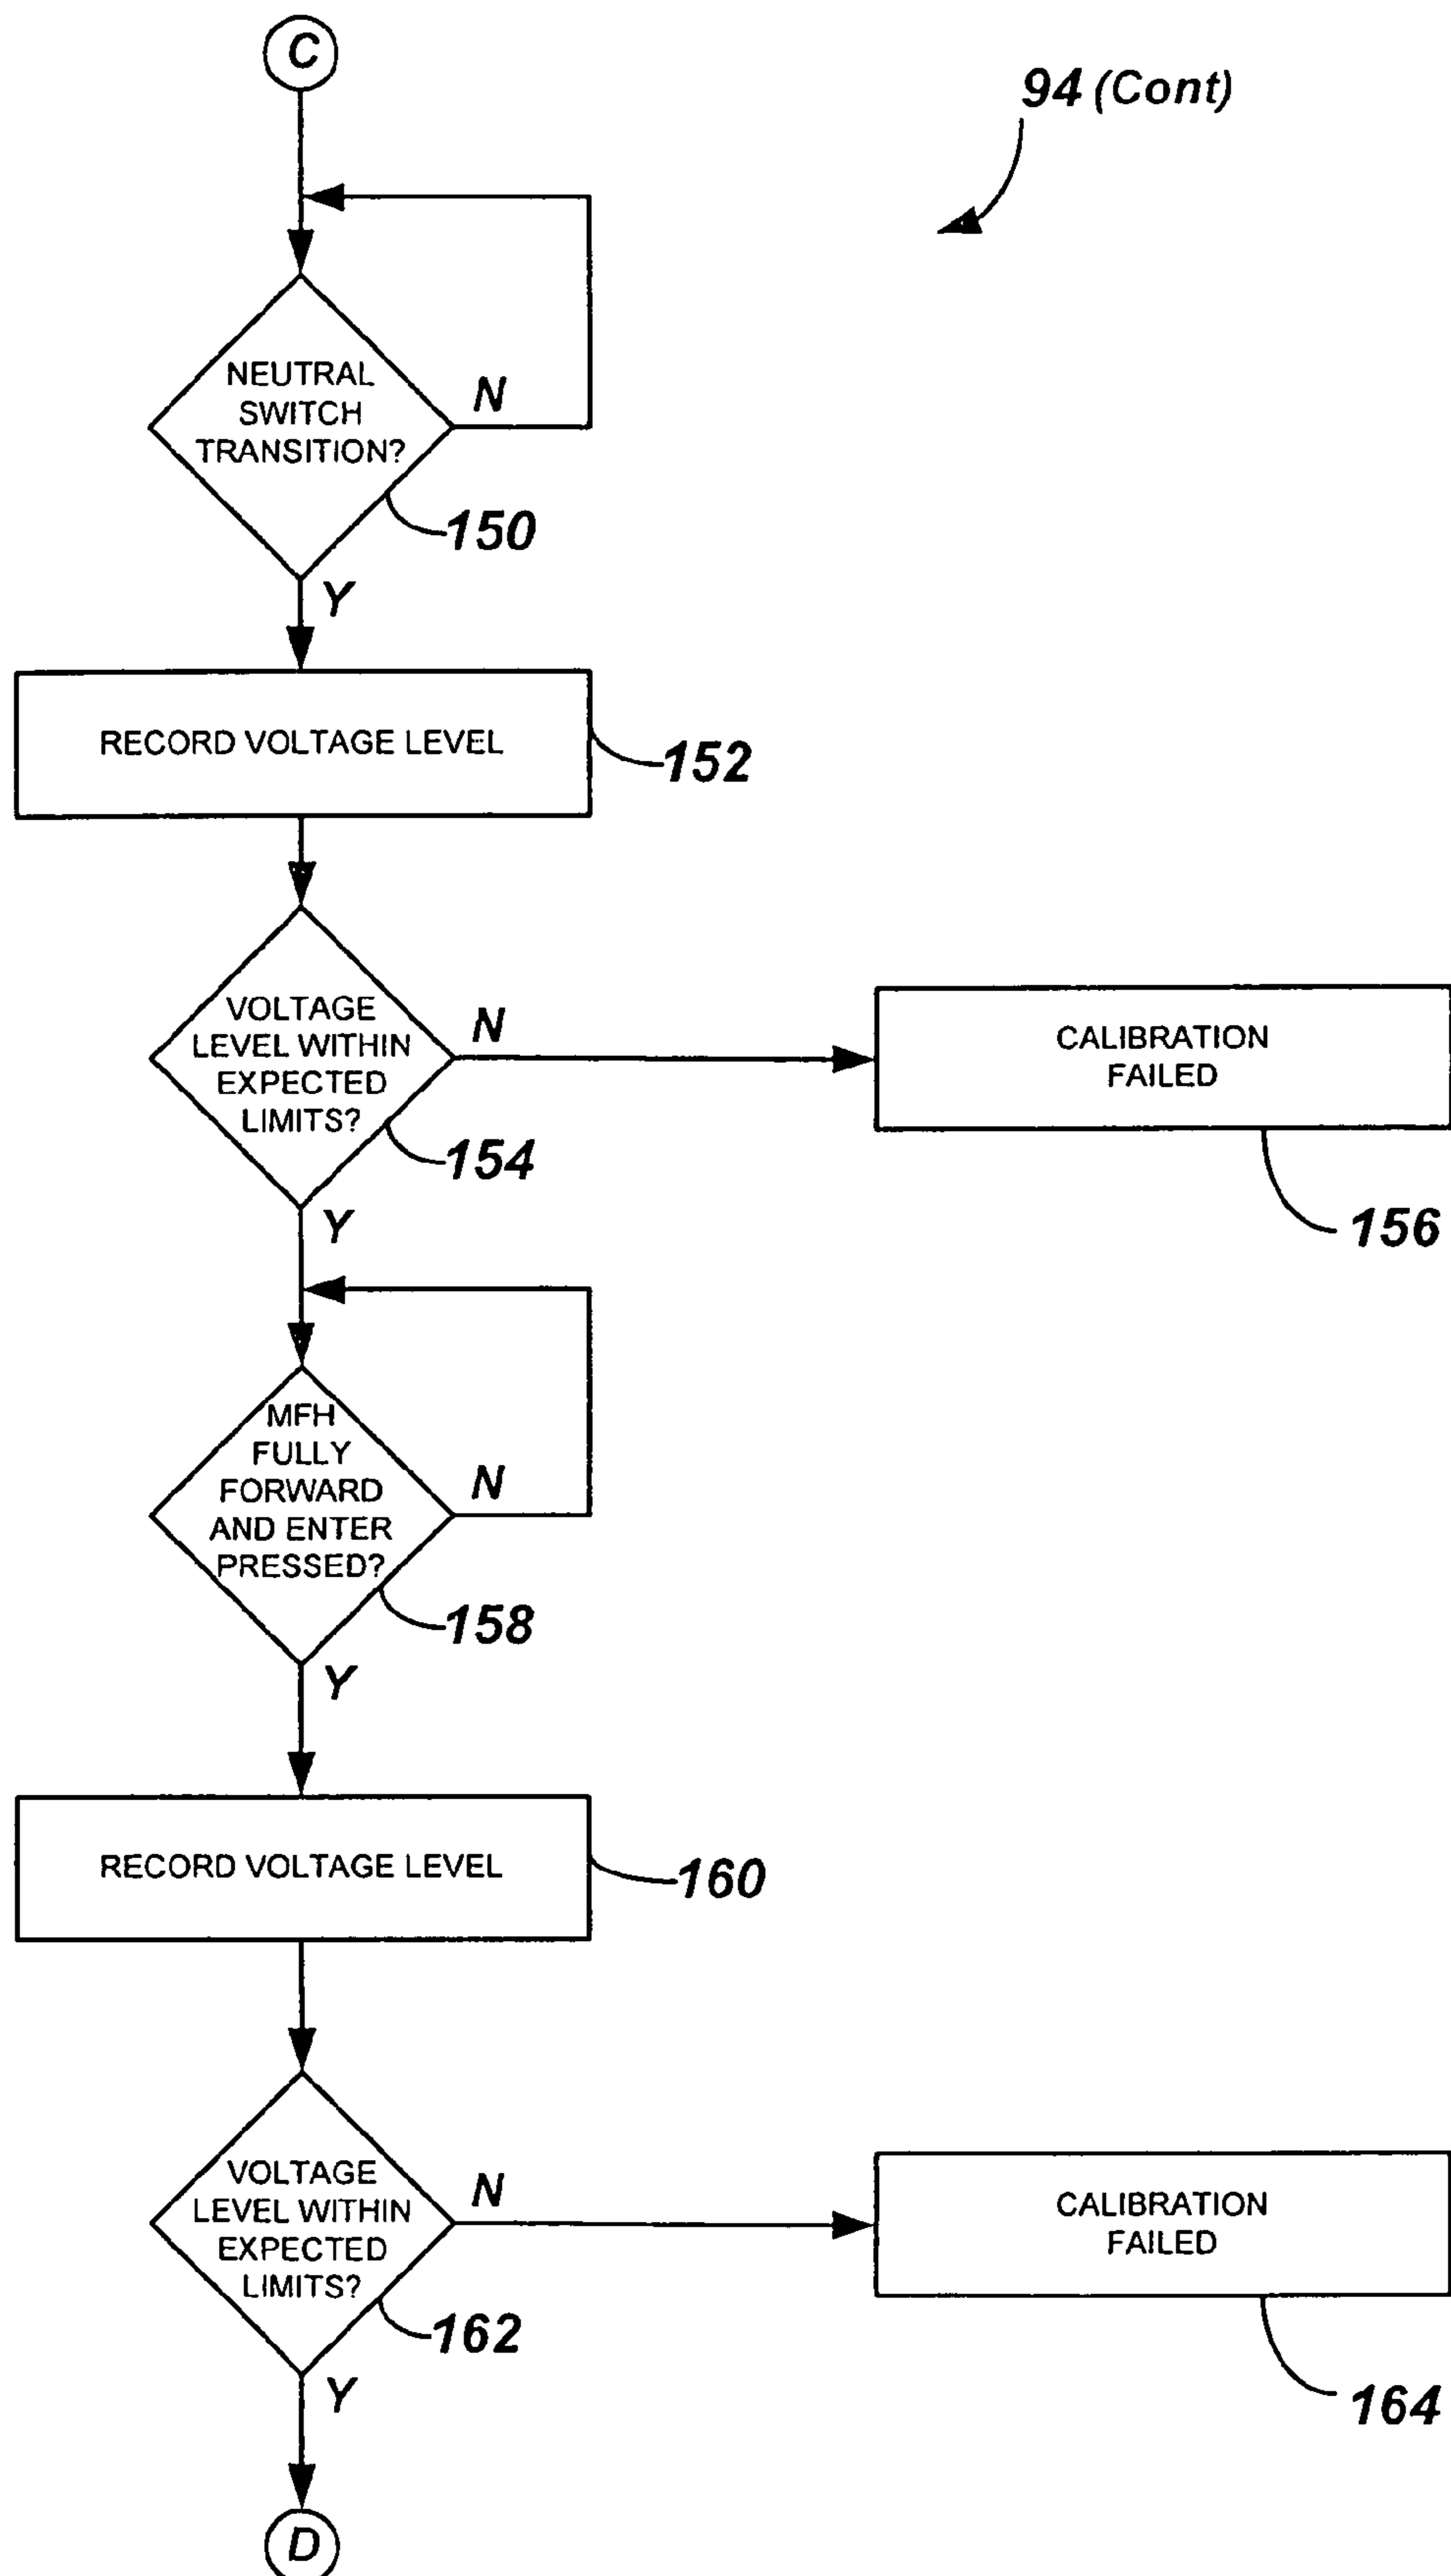 C
94 (Cont)
NEUTRAL
SWITCH
TRANSITION?
N
150
Y
RECORD VOLTAGE LEVEL
152
VOLTAGE
LEVEL WITHIN
EXPECTED
LIMITS?
N
154
Y
CALIBRATION
FAILED
156
MFH
FULLY
FORWARD
AND ENTER
PRESSED?
N
158
Y
RECORD VOLTAGE LEVEL
160
VOLTAGE
LEVEL WITHIN
EXPECTED
LIMITS?
N
162
Y
CALIBRATION
FAILED
164
D